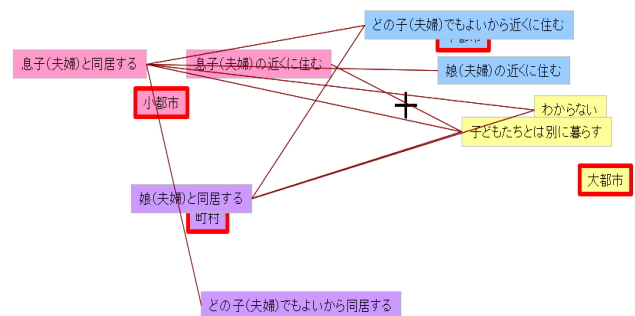 どの子(夫婦)でもよいから近くに住む
息子(夫婦)と同居する
息子(夫婦)の近くに住む
娘(夫婦)の近くに住む
小都市
わからない
子どもたちとは別に暮らす
大都市
娘(夫婦)と同居する
町村
どの子(夫婦)でもよいから同居する